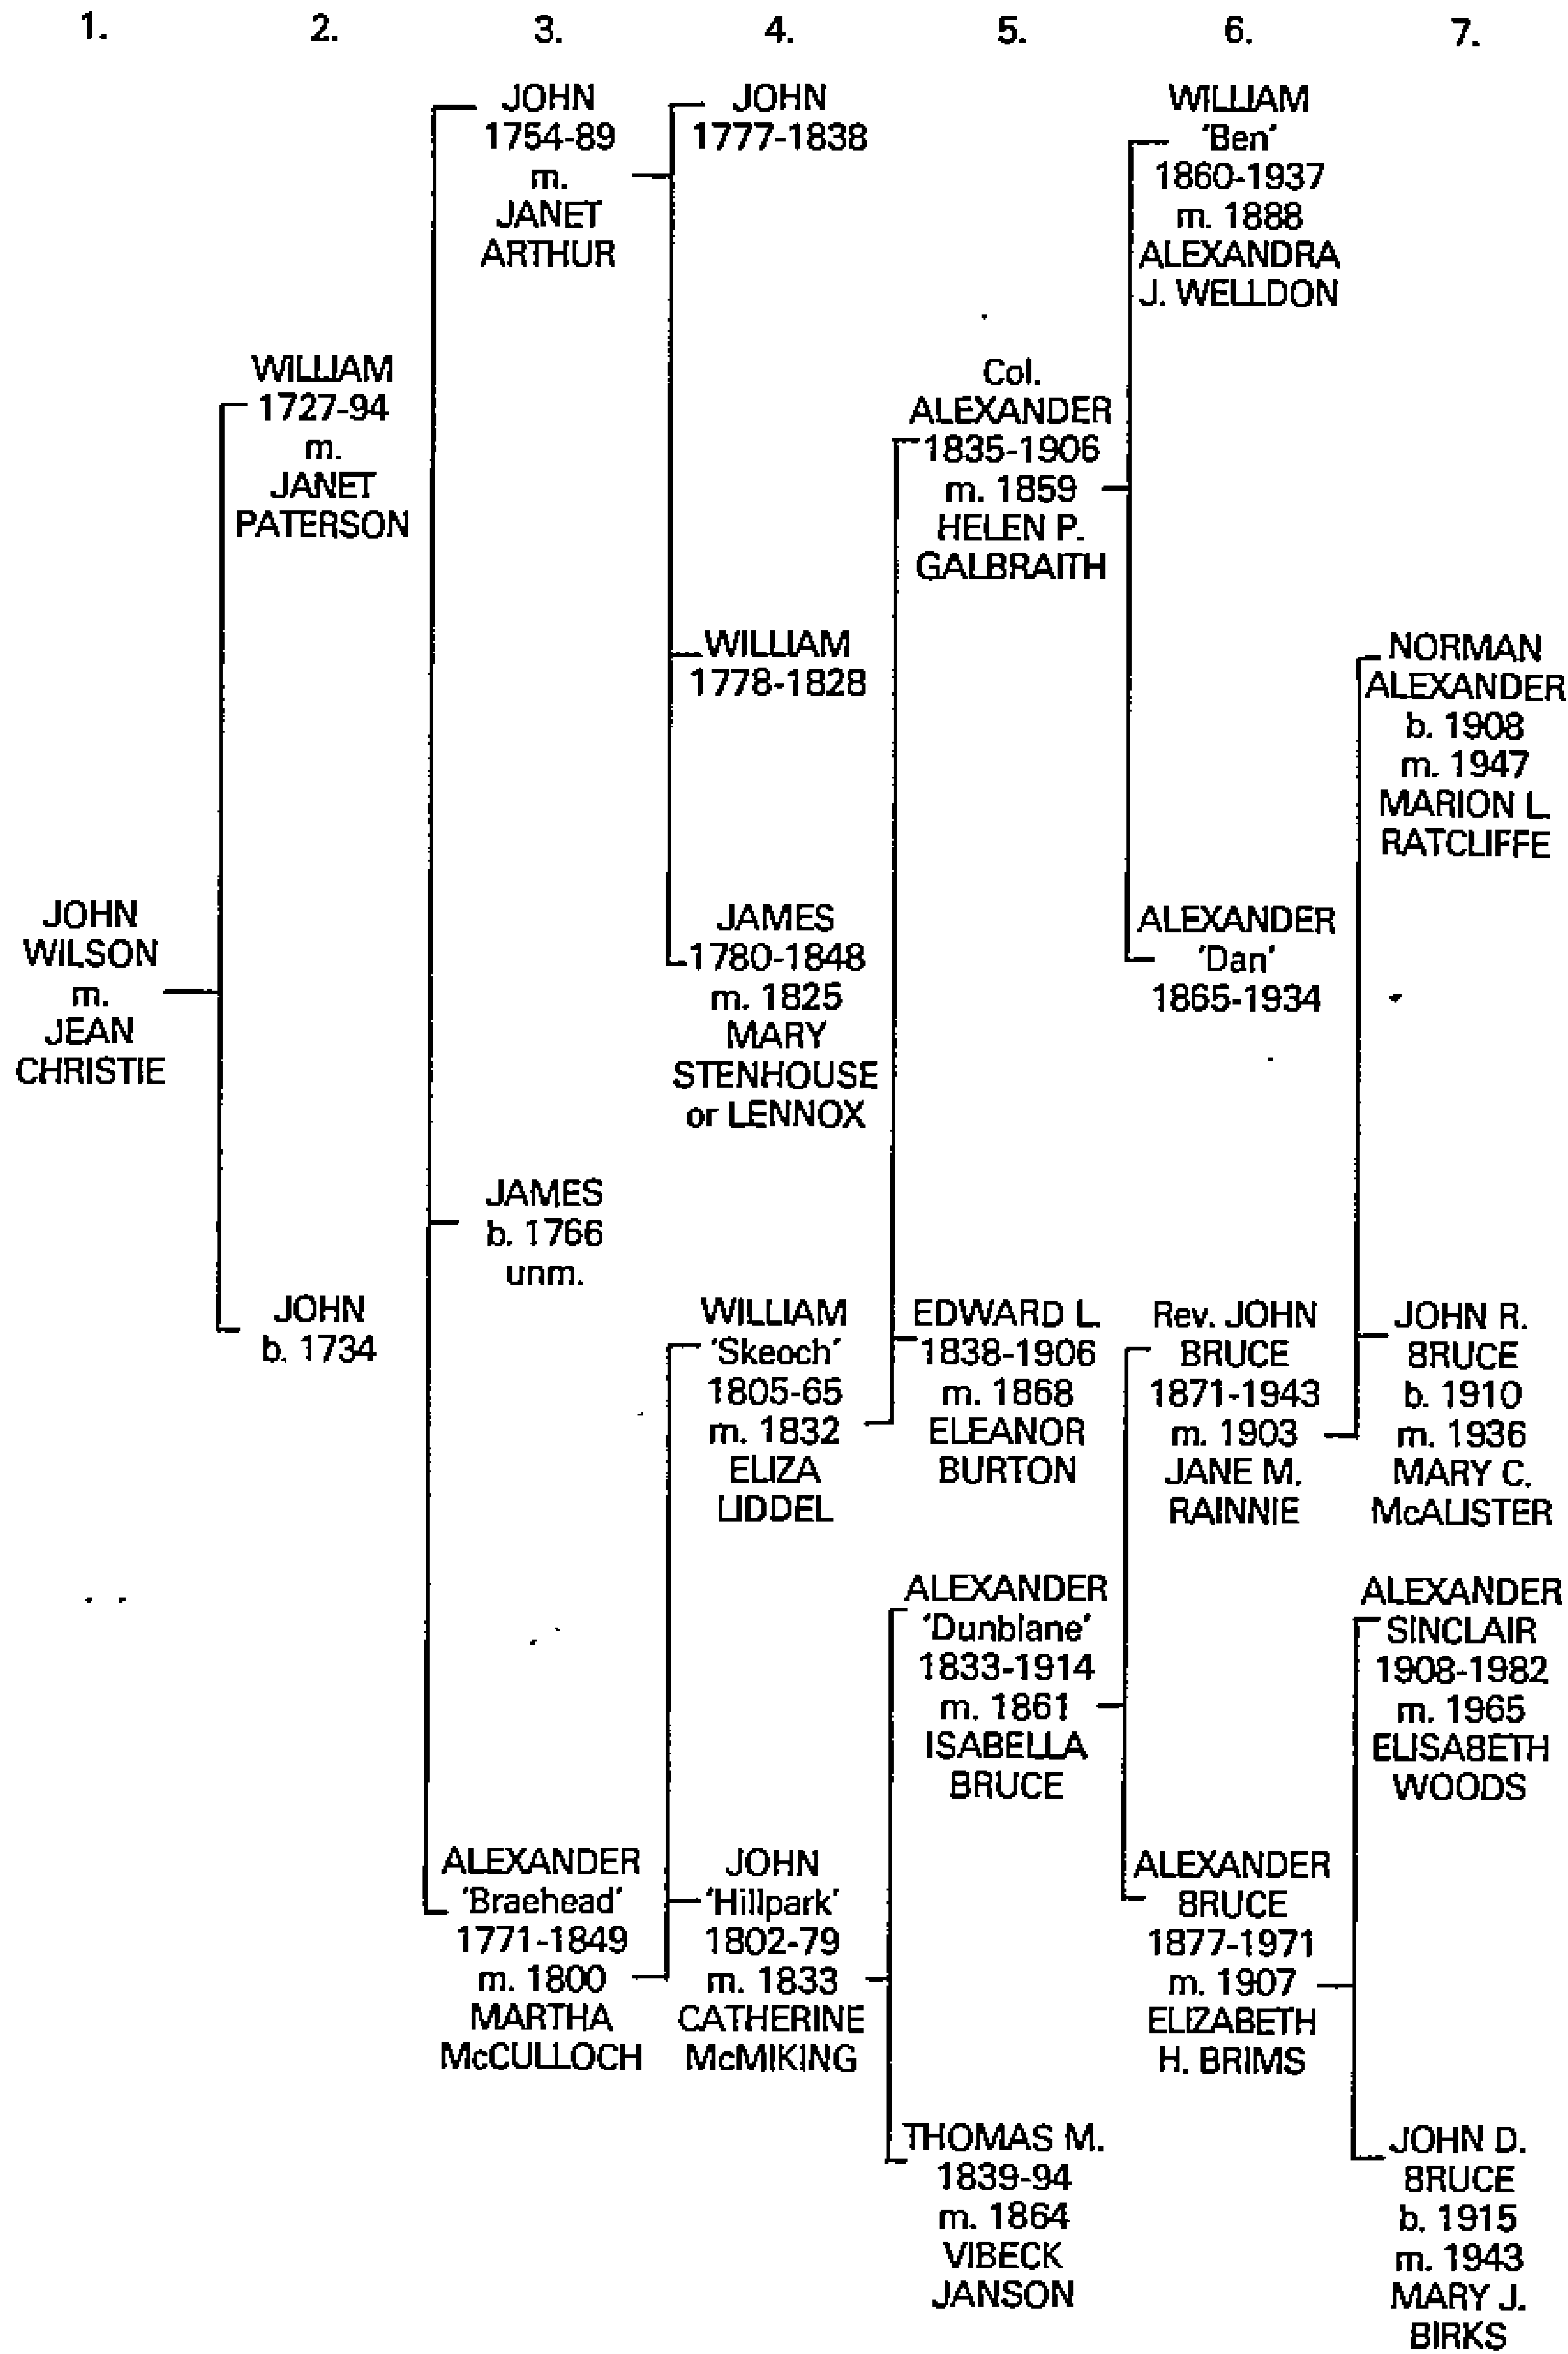 1. 2. 3. 4. 5. 6. 7.
JOHN
WILSON
m.
JEAN
CHRISTIE
WILLIAM
1727-94
m.
JANET
PATERSON
JOHN
b. 1734
JOHN
1754-89
m.
JANET
ARTHUR
JAMES
b. 1766
unm.
ALEXANDER
'Braehead'
1771-1849
m. 1800
MARTHA
McCULLOCH
JOHN
1777-1838
WILLIAM
1778-1828
JAMES
1780-1848
m. 1825
MARY
STENHOUSE
or LENNOX
WILLIAM
'Skeoch'
1805-65
m. 1832
ELIZA
LIDDEL
JOHN
'Hillpark'
1802-79
m. 1833
CATHERINE
McMIKING
Col.
ALEXANDER
1835-1906
m. 1859
HELEN P.
GALBRAITH
EDWARD L.
1838-1906
m. 1868
ELEANOR
BURTON
ALEXANDER
'Dunblane'
1833-1914
m. 1861
ISABELLA
BRUCE
THOMAS M.
1839-94
m. 1864
VIBECK
JANSON
WILLIAM
'Ben'
1860-1937
m. 1888
ALEXANDRA
J. WELLDON
ALEXANDER
'Dan'
1865-1934
Rev. JOHN
BRUCE
1871-1943
m. 1903
JANE M.
RAINNIE
ALEXANDER
BRUCE
1877-1971
m. 1907
ELIZABETH
H. BRIMS
NORMAN
ALEXANDER
b. 1908
m. 1947
MARION L.
RATCLIFFE
JOHN R.
BRUCE
b. 1910
m. 1936
MARY C.
McALISTER
ALEXANDER
SINCLAIR
1908-1982
m. 1965
ELISABETH
WOODS
JOHN D.
BRUCE
b. 1915
m. 1943
MARY J.
BIRKS